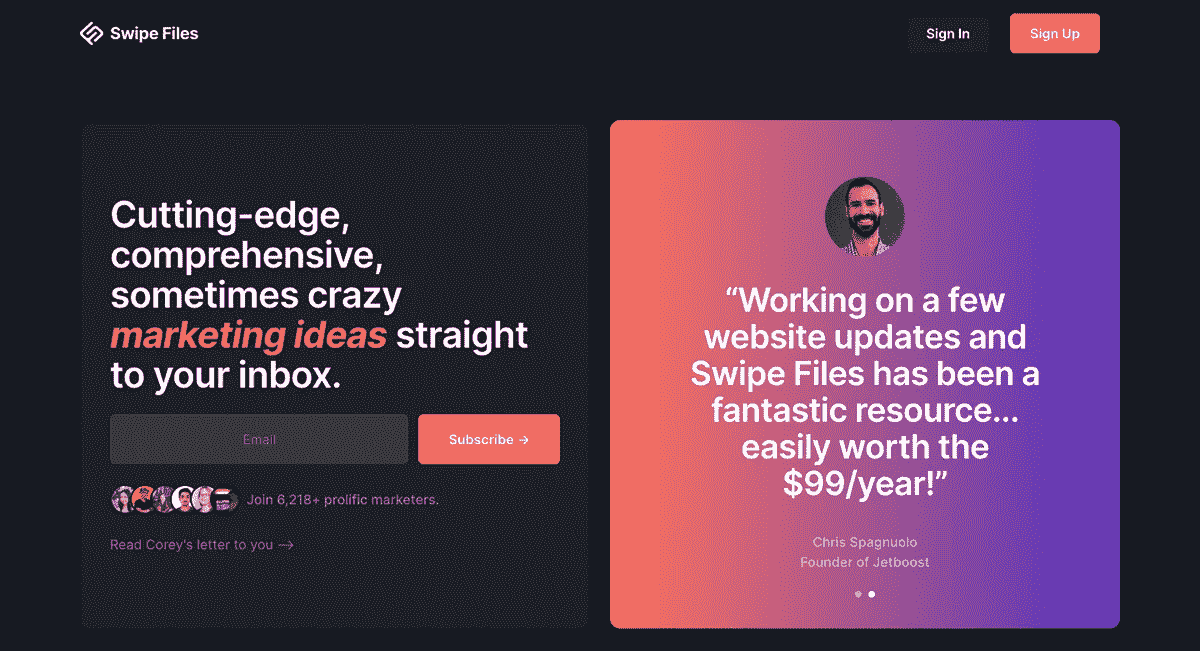 Swipe Files
Sign In
Sign Up
Cutting-edge,
comprehensive,
sometimes crazy
marketing ideas straight
to your inbox.
Email
Subscribe →
Join 6,218+ prolific marketers.
Read Corey's letter to you →
“Working on a few
website updates and
Swipe Files has been a
fantastic resource...
easily worth the
$99/year!”
Chris Spagnuolo
Founder of Jetboost